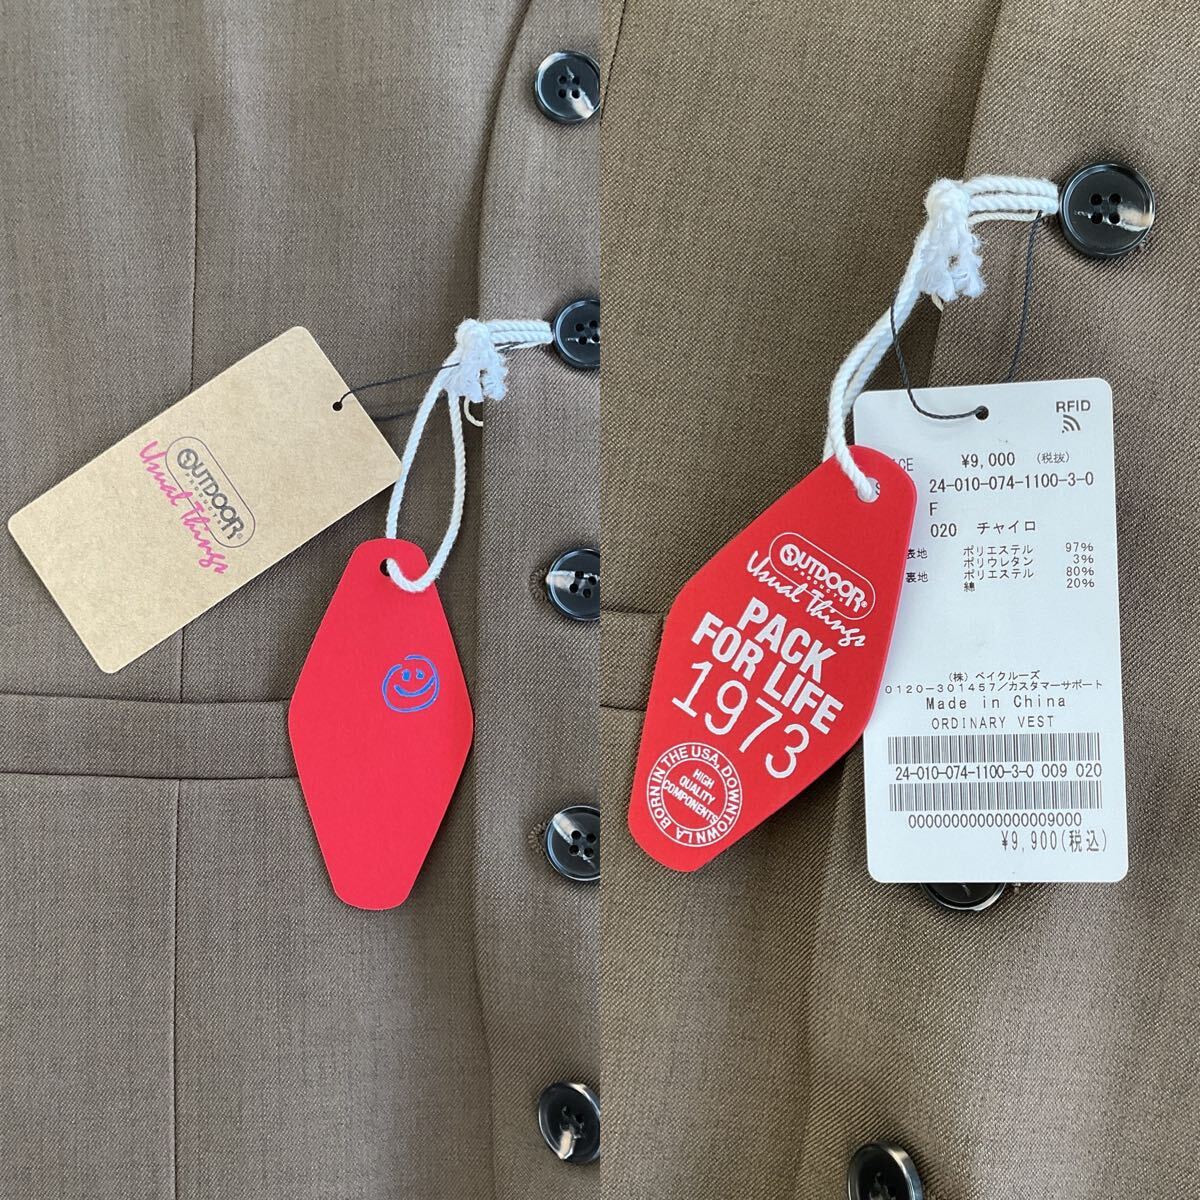 OUTDOOR®
PRODUCTS
Usual Things
OUTDOOR®
PRODUCTS
Usual Things
PACK
FOR LIFE
1973
BORN IN THE USA, DOWNTOWN LA
HIGH
QUALITY
COMPONENTS
RFID
¥9,000 (税抜)
24-010-074-1100-3-0
F
020 チャイロ
表地 ポリエステル 97%
ポリウレタン 3%
裏地 ポリエステル 80%
綿 20%
(株) ベイクルーズ
0120-301457/カスタマーサポート
Made in China
ORDINARY VEST
24-010-074-1100-3-0 009 020
00000000000000009000
¥9,900(税込)